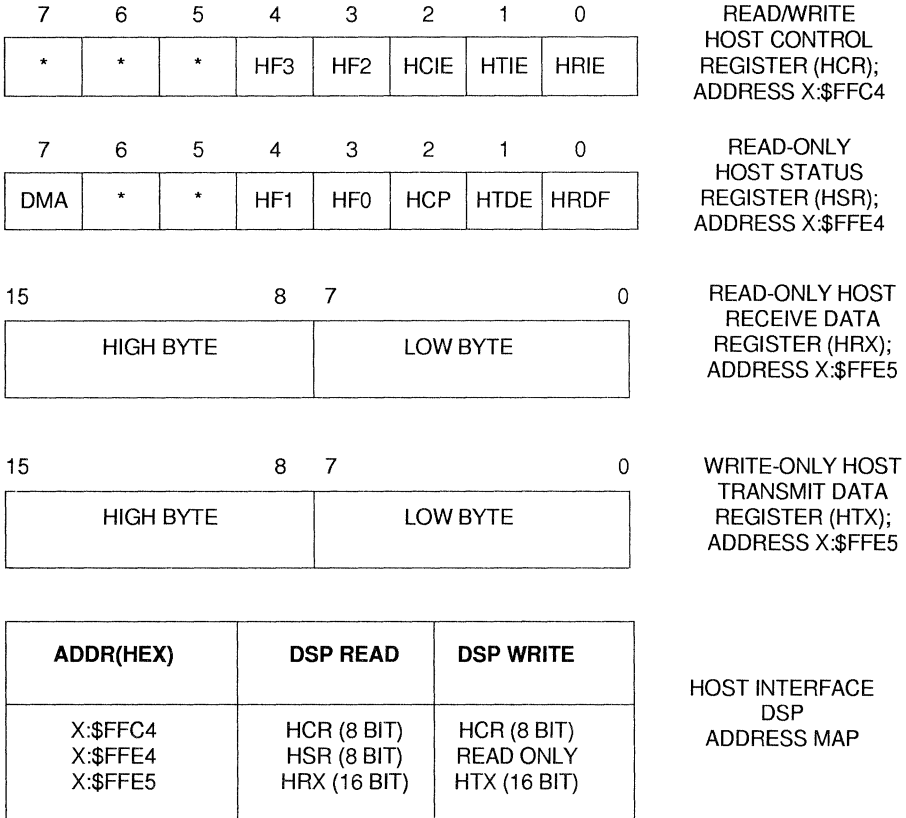 7 6 5 4 3 2 1 0
* * * HF3 HF2 HCIE HTIE HRIE
READ/WRITE
HOST CONTROL
REGISTER (HCR);
ADDRESS X:$FFC4
7 6 5 4 3 2 1 0
DMA * * HF1 HF0 HCP HTDE HRDF
READ-ONLY
HOST STATUS
REGISTER (HSR);
ADDRESS X:$FFE4
15 8 7 0
HIGH BYTE LOW BYTE
READ-ONLY HOST
RECEIVE DATA
REGISTER (HRX);
ADDRESS X:$FFE5
15 8 7 0
HIGH BYTE LOW BYTE
WRITE-ONLY HOST
TRANSMIT DATA
REGISTER (HTX);
ADDRESS X:$FFE5
ADDR(HEX) DSP READ DSP WRITE
X:$FFC4 HCR (8 BIT) HCR (8 BIT)
X:$FFE4 HSR (8 BIT) READ ONLY
X:$FFE5 HRX (16 BIT) HTX (16 BIT)
HOST INTERFACE
DSP
ADDRESS MAP